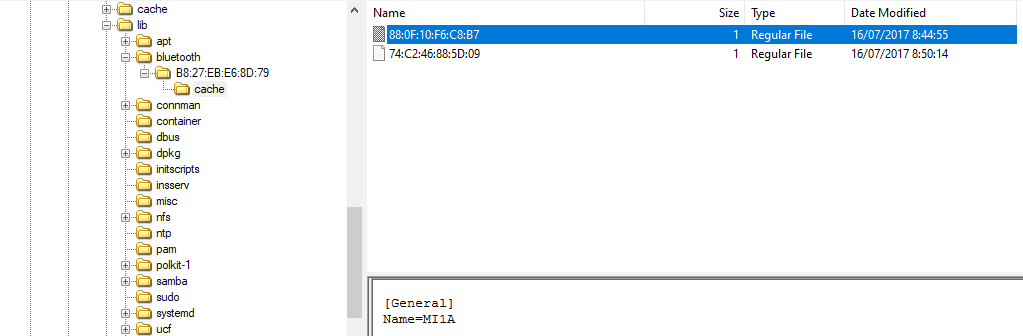 cache
lib
apt
bluetooth
B8:27:EB:E6:8D:79
cache
connman
container
dbus
dpkg
initscripts
insserv
misc
nfs
ntp
pam
polkit-1
samba
sudo
systemd
ucf
Name Size Type Date Modified
88:0F:10:F6:C8:B7 1 Regular File 16/07/2017 8:44:55
74:C2:46:88:5D:09 1 Regular File 16/07/2017 8:50:14
[General]
Name=MI1A